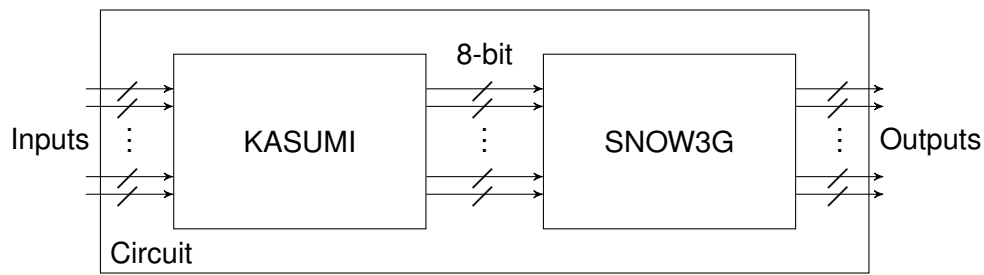 8-bit
Inputs
KASUMI
SNOW3G
Outputs
Circuit